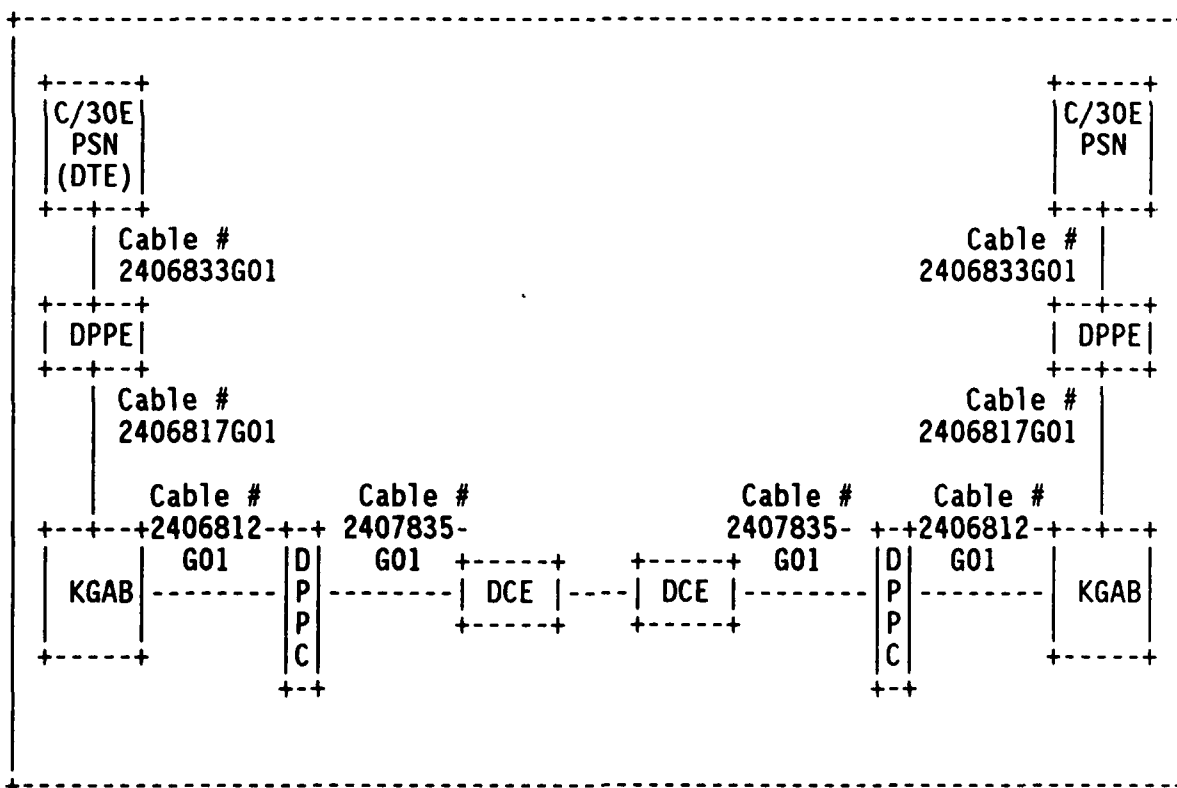 C/30E C/30E
PSN PSN
(DTE)
Cable # Cable #
2406833G01 2406833G01
DPPE DPPE
Cable # Cable #
2406817G01 2406817G01
Cable # Cable # Cable # Cable #
2406812- 2407835- 2407835- 2406812-
G01 D G01 G01 D G01
KGAB P DCE DCE P KGAB
P P
C C